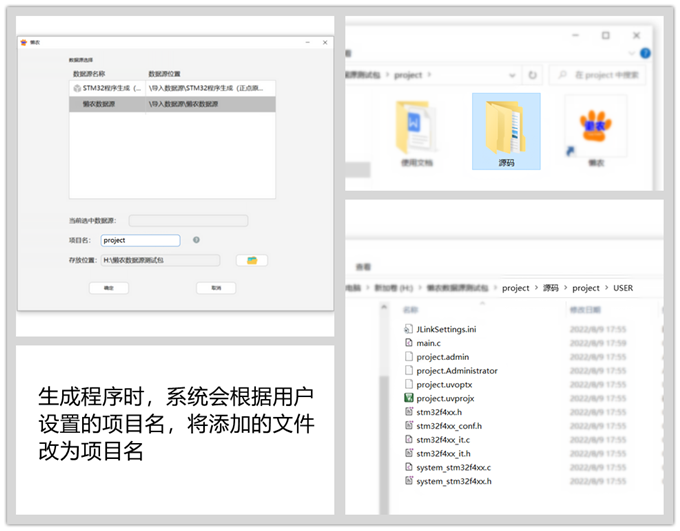 懒农
数据源选择
数据源名称 数据源位置
STM32程序生成（... \导入数据源\STM32程序生成（正点原...
懒农数据源 \导入数据源\懒农数据源
当前选中数据源：
项目名： project
存放位置： H:\懒农数据源测试包
确定 取消
生成程序时，系统会根据用户
设置的项目名，将添加的文件
改为项目名
project
在 project 中搜索
使用文档 源码 懒农
查看
新加卷 (H:) 懒农数据源测试包 project 源码 project USER
名称 修改日期
JLinkSettings.ini 2022/8/9 17:55
main.c 2022/8/9 17:59
project.admin 2022/8/9 17:55
project.Administrator 2022/8/9 17:55
project.uvoptx 2022/8/9 17:55
project.uvprojx 2022/8/9 17:55
stm32f4xx.h 2022/8/9 17:55
stm32f4xx_conf.h 2022/8/9 17:55
stm32f4xx_it.c 2022/8/9 17:55
stm32f4xx_it.h 2022/8/9 17:55
system_stm32f4xx.c 2022/8/9 17:55
system_stm32f4xx.h 2022/8/9 17:55